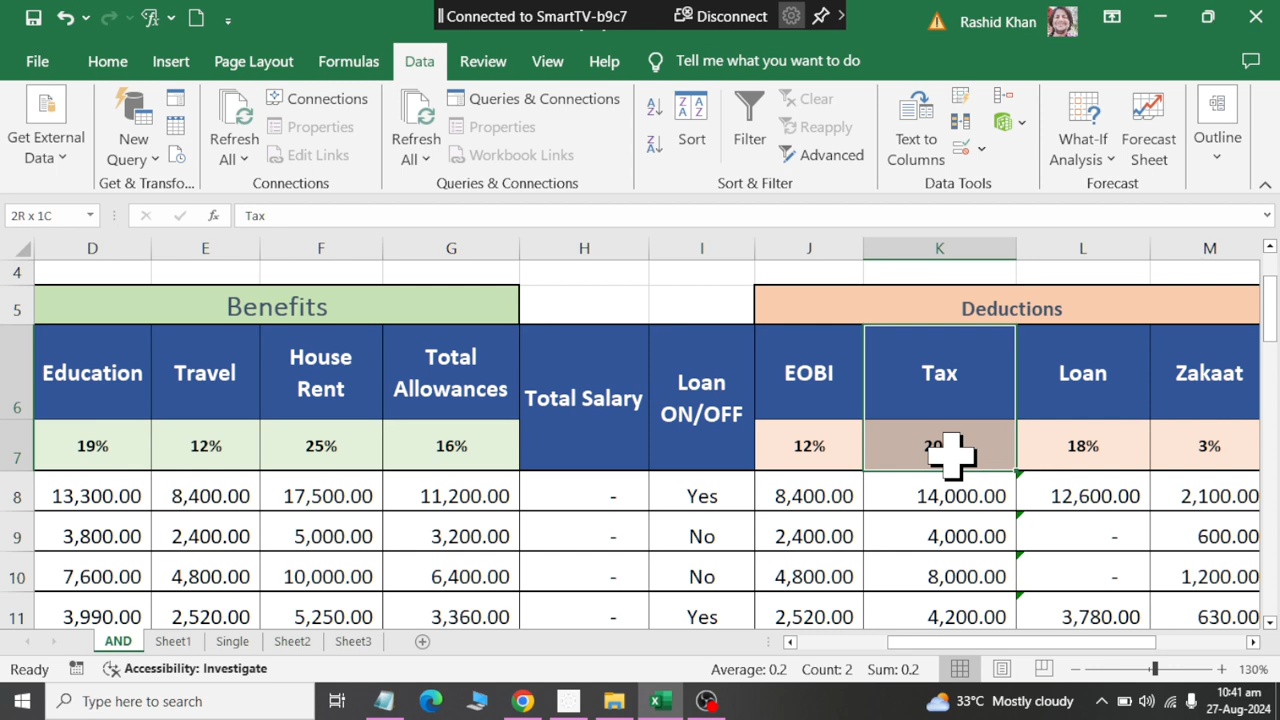 Connected to SmartTV-b9c7 Disconnect
Rashid Khan
File Home Insert Page Layout Formulas Data Review View Help Tell me what you want to do
Get External Data
New Query
Get & Transfo...
Refresh All
Connections
Properties
Edit Links
Connections
Refresh All
Queries & Connections
Properties
Workbook Links
Queries & Connections
Sort
Filter
Clear
Reapply
Advanced
Sort & Filter
Text to Columns
Data Tools
What-If Analysis
Forecast Sheet
Forecast
Outline
2R x 1C fx Tax
D E F G H I J K L M
4
5 Benefits Deductions
6 Education Travel House Rent Total Allowances Total Salary Loan ON/OFF EOBI Tax Loan Zakaat
7 19% 12% 25% 16% 12% 18% 3%
8 13,300.00 8,400.00 17,500.00 11,200.00 - Yes 8,400.00 14,000.00 12,600.00 2,100.00
9 3,800.00 2,400.00 5,000.00 3,200.00 - No 2,400.00 4,000.00 - 600.00
10 7,600.00 4,800.00 10,000.00 6,400.00 - No 4,800.00 8,000.00 - 1,200.00
11 3,990.00 2,520.00 5,250.00 3,360.00 - Yes 2,520.00 4,200.00 3,780.00 630.00
AND Sheet1 Single Sheet2 Sheet3
Ready Accessibility: Investigate Average: 0.2 Count: 2 Sum: 0.2 130%
Type here to search 33°C Mostly cloudy 10:41 am
27-Aug-2024